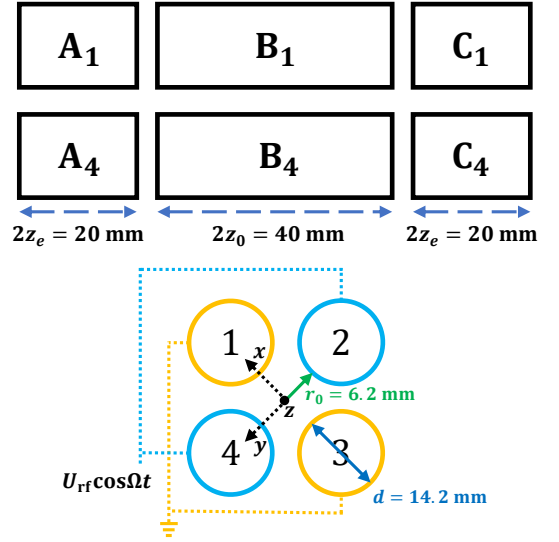 A₁ B₁ C₁
A₄ B₄ C₄
2zₑ = 20 mm 2z₀ = 40 mm 2zₑ = 20 mm
1 2
x
r₀ = 6.2 mm
z
4 y 3
U_rf cosΩt
d = 14.2 mm